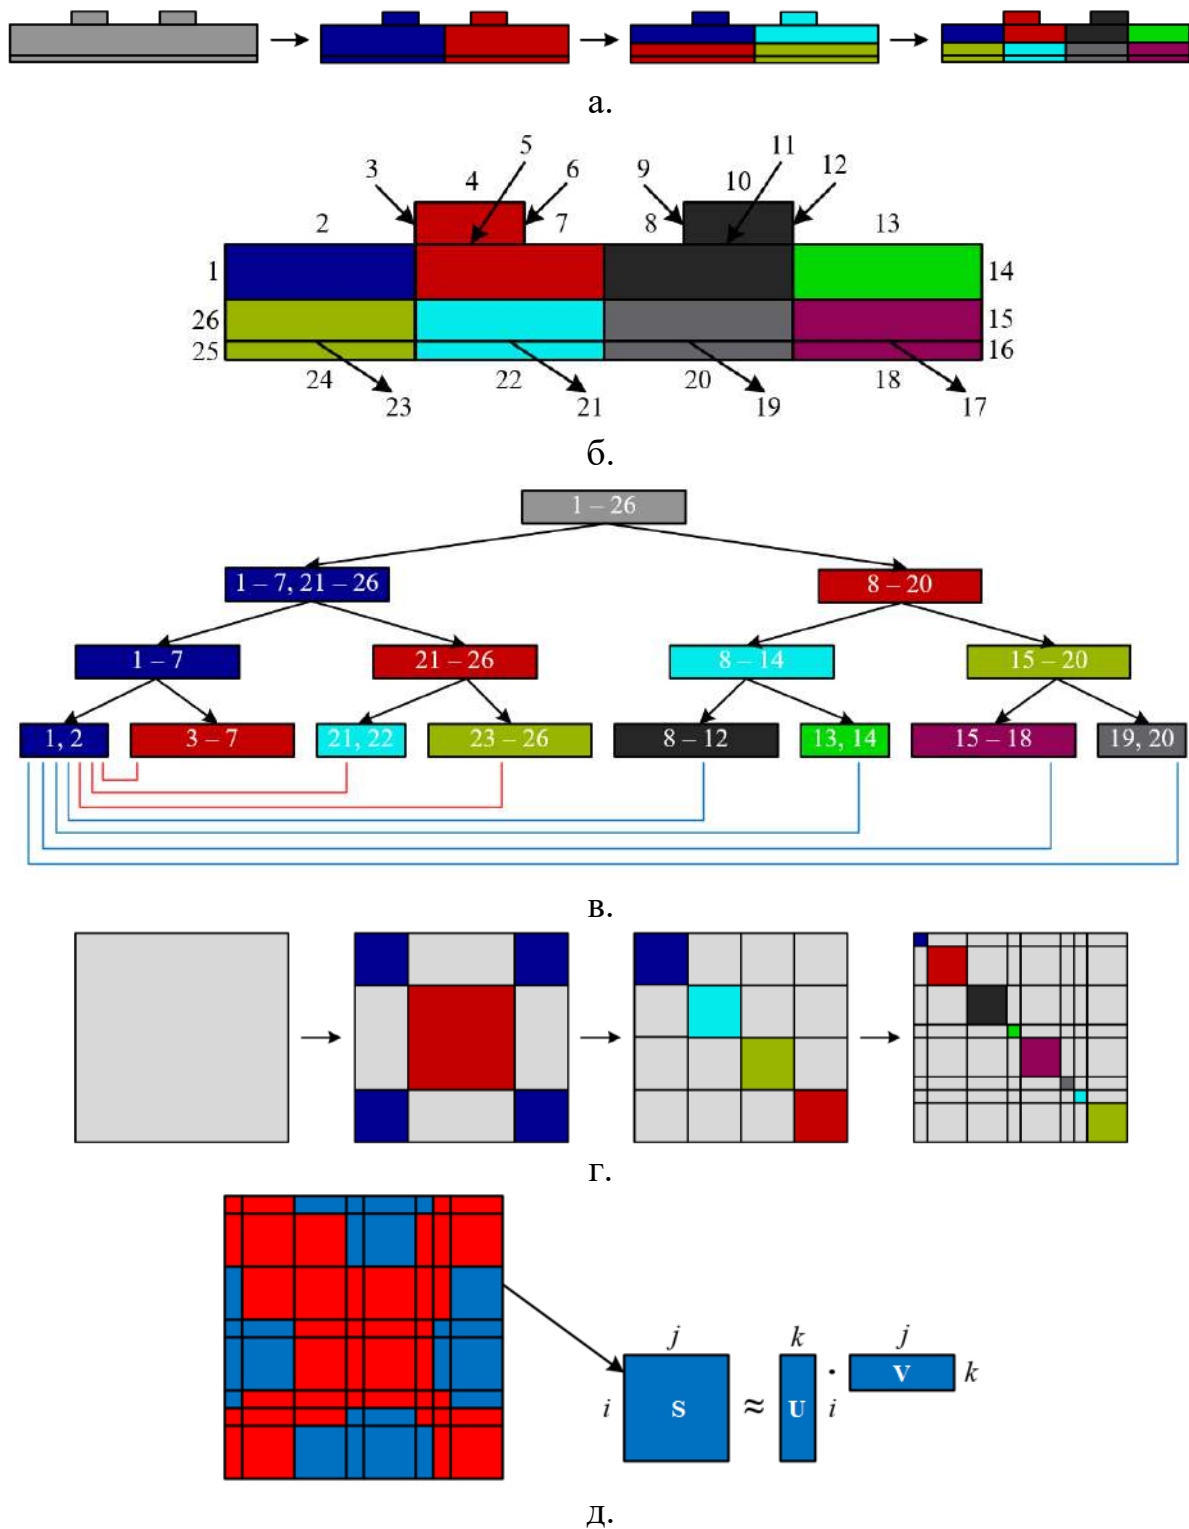 а.
5 11
3 4 6 9 10 12
2 7 8 13
1 14
26 15
25 16
24 22 20 18
23 21 19 17
б.
1 – 26
1 – 7, 21 – 26 8 – 20
1 – 7 21 – 26 8 – 14 15 – 20
1, 2 3 – 7 21, 22 23 – 26 8 – 12 13, 14 15 – 18 19, 20
в.
г.
j k j
i S ≈ U i · V k
д.